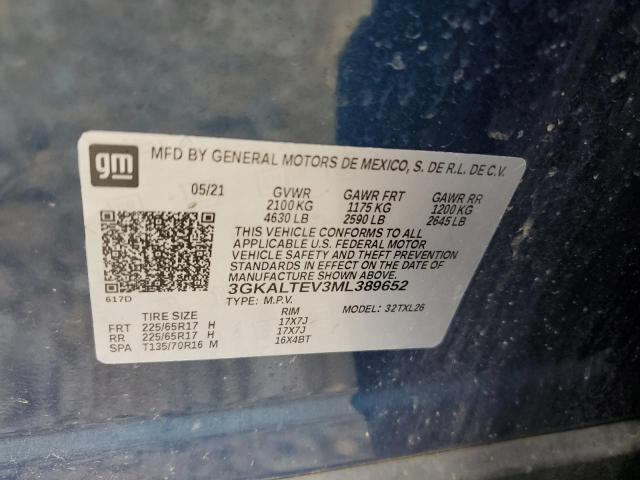 gm MFD BY GENERAL MOTORS DE MEXICO, S. DE R.L. DE C.V.
05/21 GVWR GAWR FRT GAWR RR
2100 KG 1175 KG 1200 KG
4630 LB 2590 LB 2645 LB
THIS VEHICLE CONFORMS TO ALL
APPLICABLE U.S. FEDERAL MOTOR
VEHICLE SAFETY AND THEFT PREVENTION
STANDARDS IN EFFECT ON THE DATE OF
MANUFACTURE SHOWN ABOVE.
3GKALTEV3ML389652
617D TYPE: M.P.V. MODEL: 32TXL26
TIRE SIZE RIM
FRT 225/65R17 H 17X7J
RR 225/65R17 H 17X7J
SPA T135/70R16 M 16X4BT